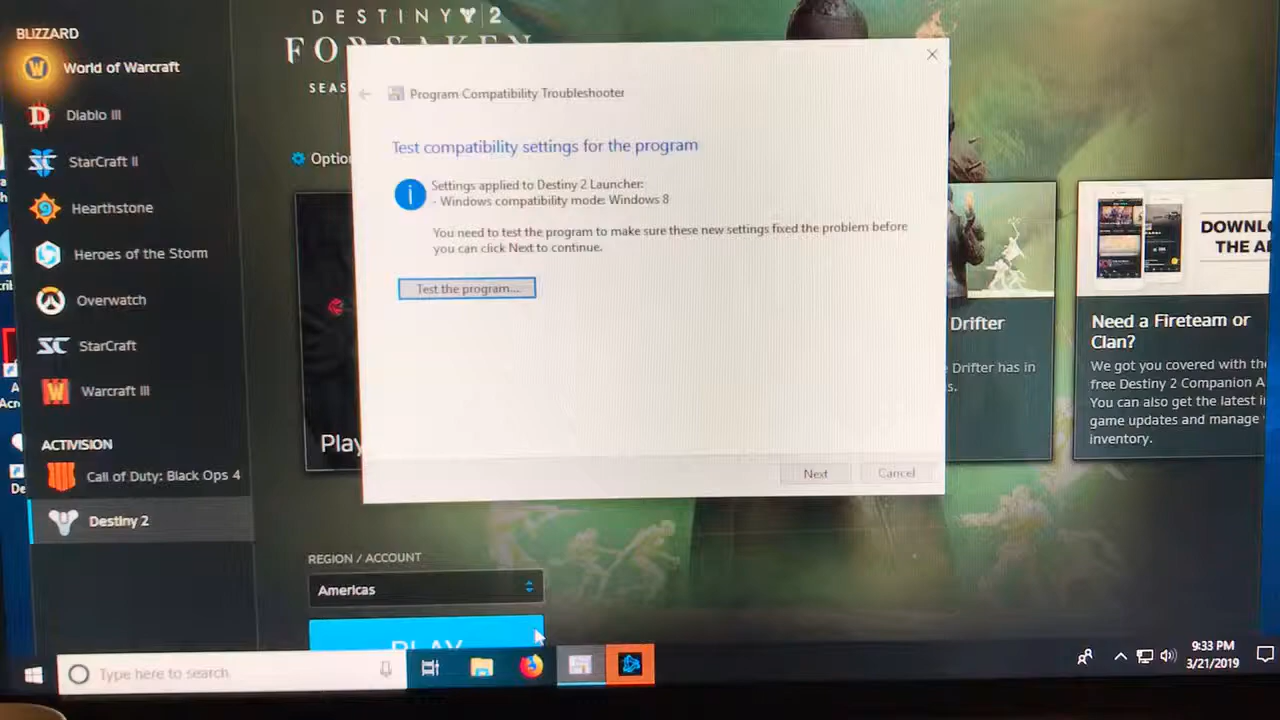 BLIZZARD
World of Warcraft
Diablo III
StarCraft II
Hearthstone
Heroes of the Storm
Overwatch
StarCraft
Warcraft III
ACTIVISION
Call of Duty: Black Ops 4
Destiny 2
DESTINY 2
FORSAKEN
SEAS
Optio
Play
Program Compatibility Troubleshooter
Test compatibility settings for the program
Settings applied to Destiny 2 Launcher:
- Windows compatibility mode: Windows 8
You need to test the program to make sure these new settings fixed the problem before
you can click Next to continue.
Test the program...
Next
Cancel
Drifter
Drifter has in
s.
DOWNL
THE A
Need a Fireteam or
Clan?
We got you covered with the
free Destiny 2 Companion A
You can also get the latest i
game updates and manage
inventory.
REGION / ACCOUNT
Americas
PLAY
Type here to search
9:33 PM
3/21/2019